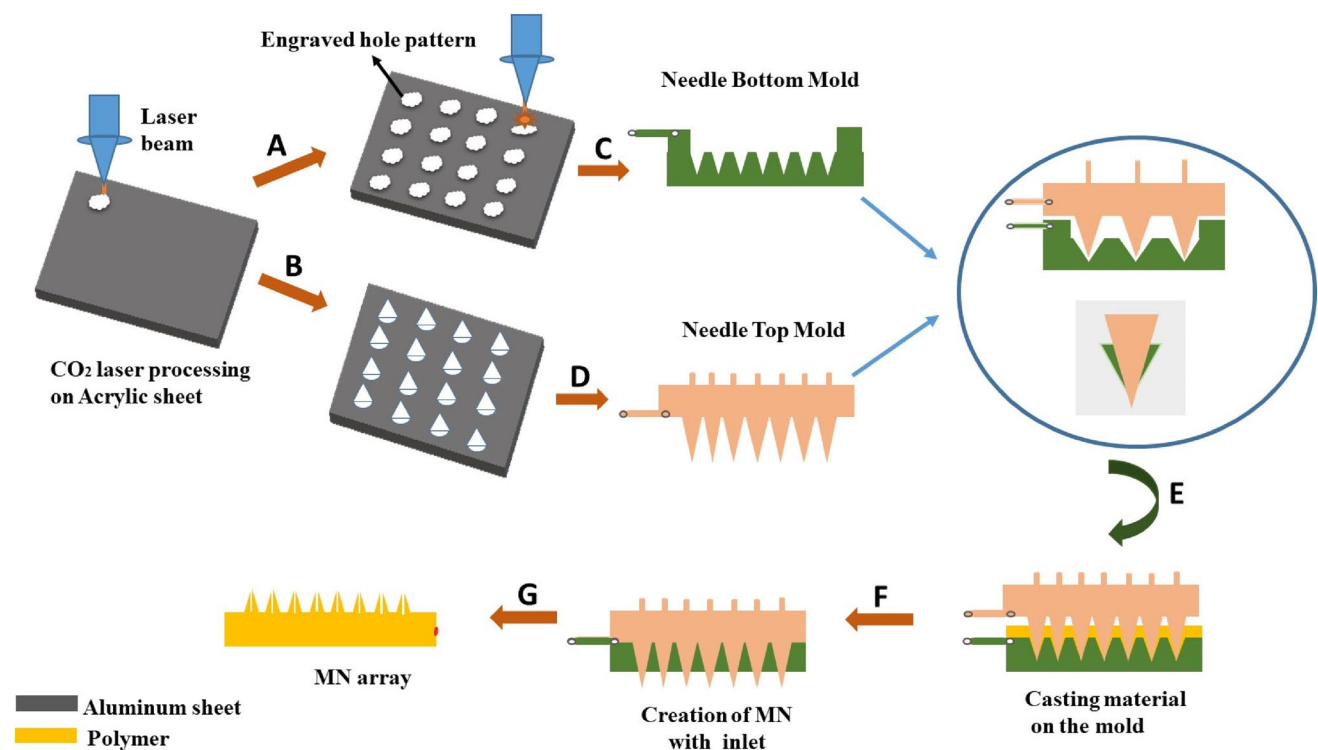 Engraved hole pattern
Laser
beam
A
B
CO₂ laser processing
on Acrylic sheet
C
Needle Bottom Mold
D
Needle Top Mold
E
Casting material
on the mold
F
Creation of MN
with inlet
G
MN array
Aluminum sheet
Polymer